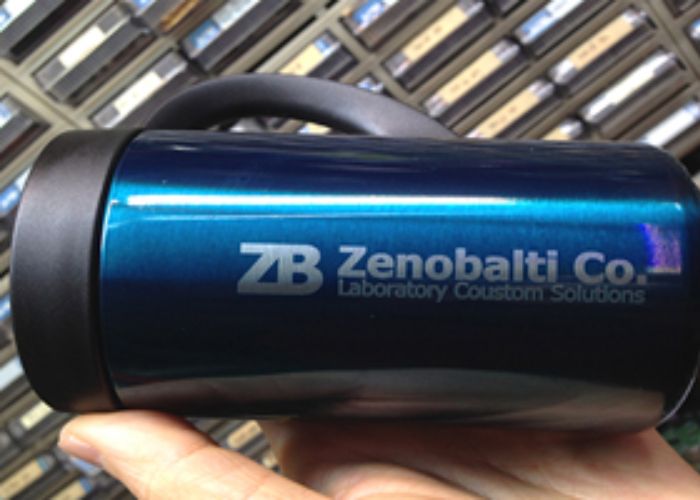 ZB Zenobalti Co.
Laboratory Coustom Solutions